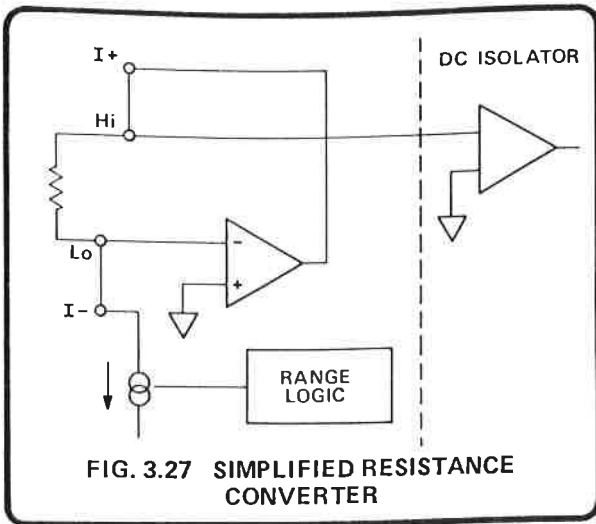 I+
DC ISOLATOR
Hi
Lo
-
+
I-
RANGE
LOGIC
FIG. 3.27 SIMPLIFIED RESISTANCE
CONVERTER